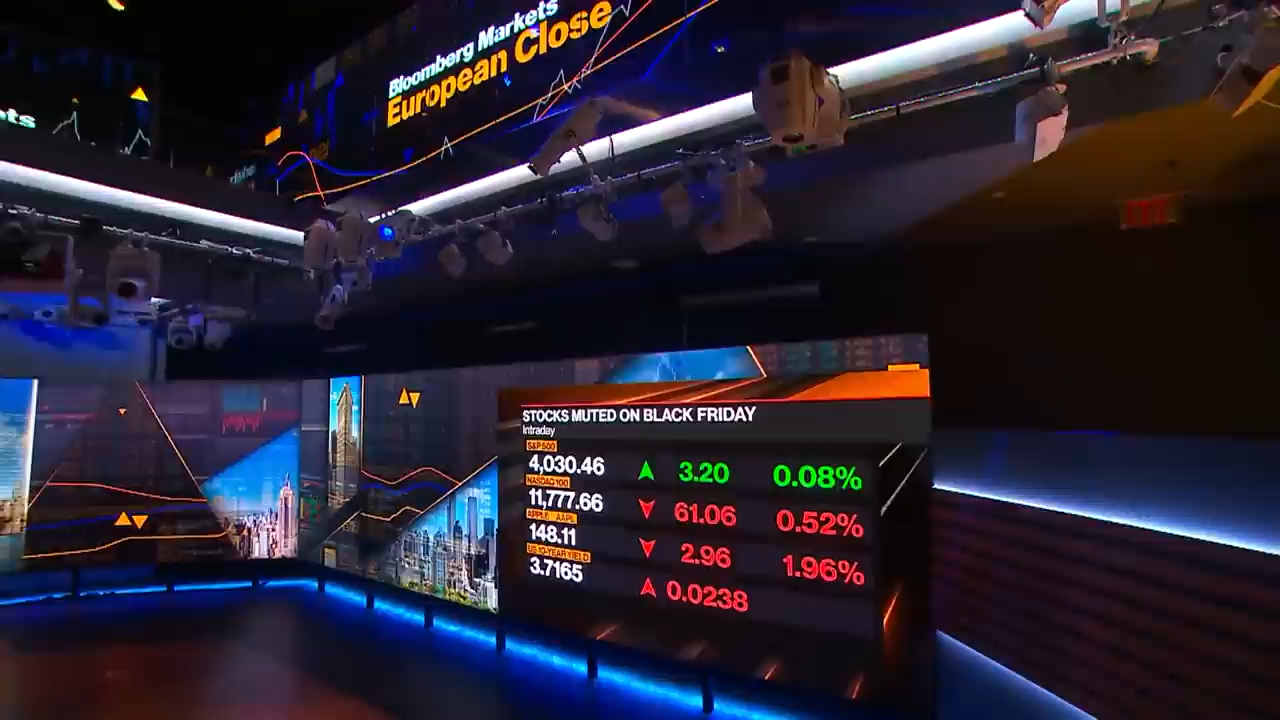 Bloomberg Markets
European Close
ets
STOCKS MUTED ON BLACK FRIDAY
Intraday
S&P 500
4,030.46 3.20 0.08%
NASDAQ 100
11,777.66 61.06 0.52%
APPLE AAPL
148.11 2.96 1.96%
US 10-YEAR YIELD
3.7165 0.0238
EXIT